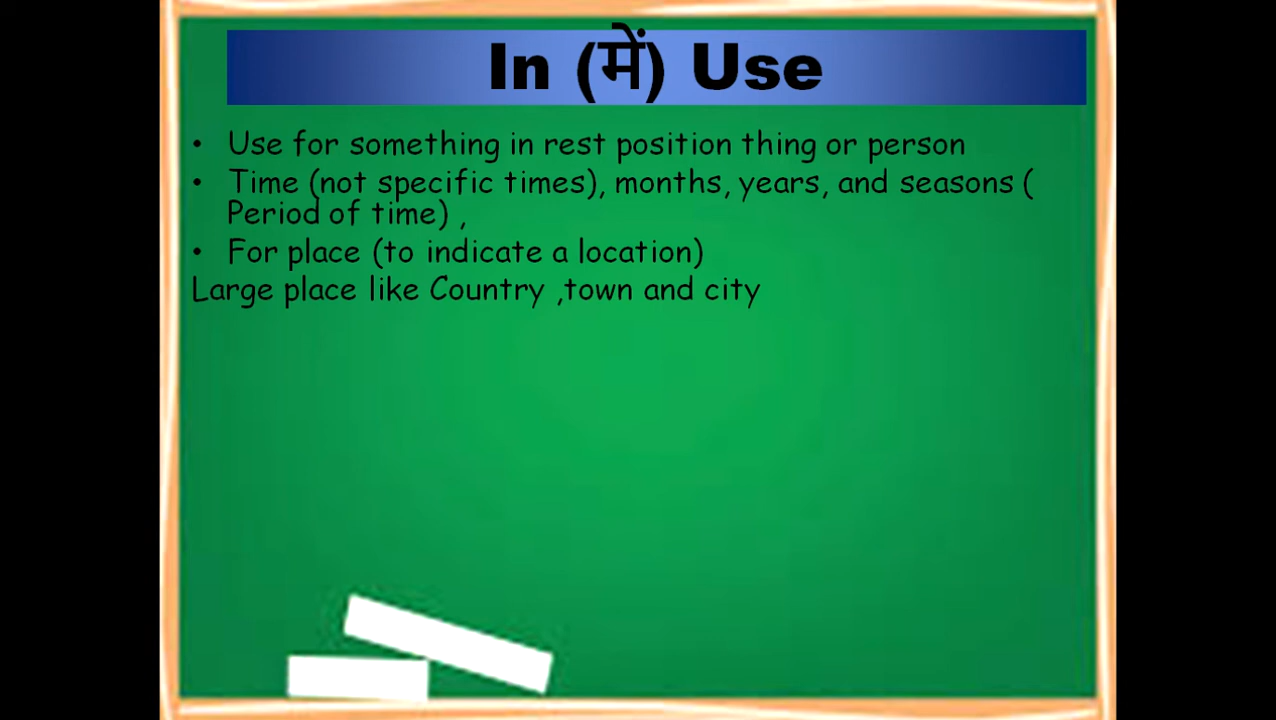 In (में) Use
• Use for something in rest position thing or person
• Time (not specific times), months, years, and seasons (
Period of time) ,
• For place (to indicate a location)
Large place like Country ,town and city